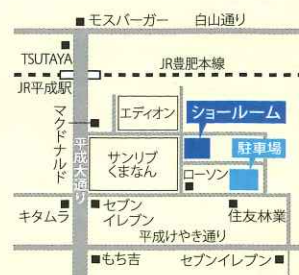 モスバーガー
白山通り
TSUTAYA
JR豊肥本線
JR平成駅
マクドナルド
エディオン
ショールーム
平成大通り
サンリブ
くまなん
駐車場
ローソン
キタムラ
セブン
イレブン
住友林業
平成けやき通り
もち吉
セブンイレブン